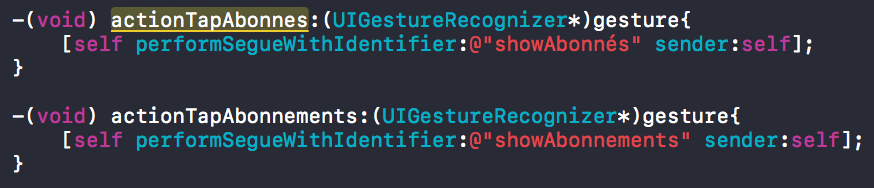 -(void) actionTapAbonnes:(UIGestureRecognizer*)gesture{
[self performSegueWithIdentifier:@"showAbonnés" sender:self];
}
-(void) actionTapAbonnements:(UIGestureRecognizer*)gesture{
[self performSegueWithIdentifier:@"showAbonnements" sender:self];
}